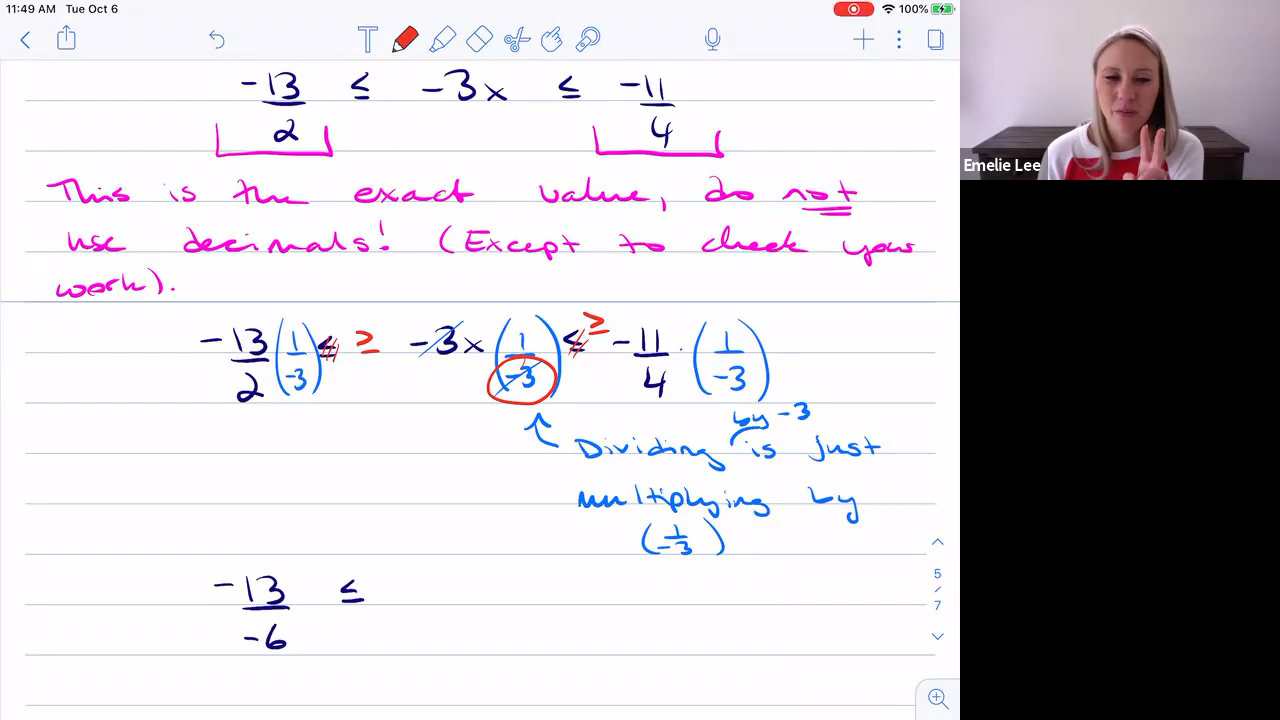 11:49 AM Tue Oct 6
100%
-13/2 ≤ -3x ≤ -11/4
This is the exact value, do not
use decimals! (Except to check your
work).
-13/2 (1/-3) ≤ ≥ -3x (1/-3) ≤ ≥ -11/4 · (1/-3)
by -3
Dividing is just
multiplying by
(1/-3)
-13/-6 ≤
5/7
Emelie Lee